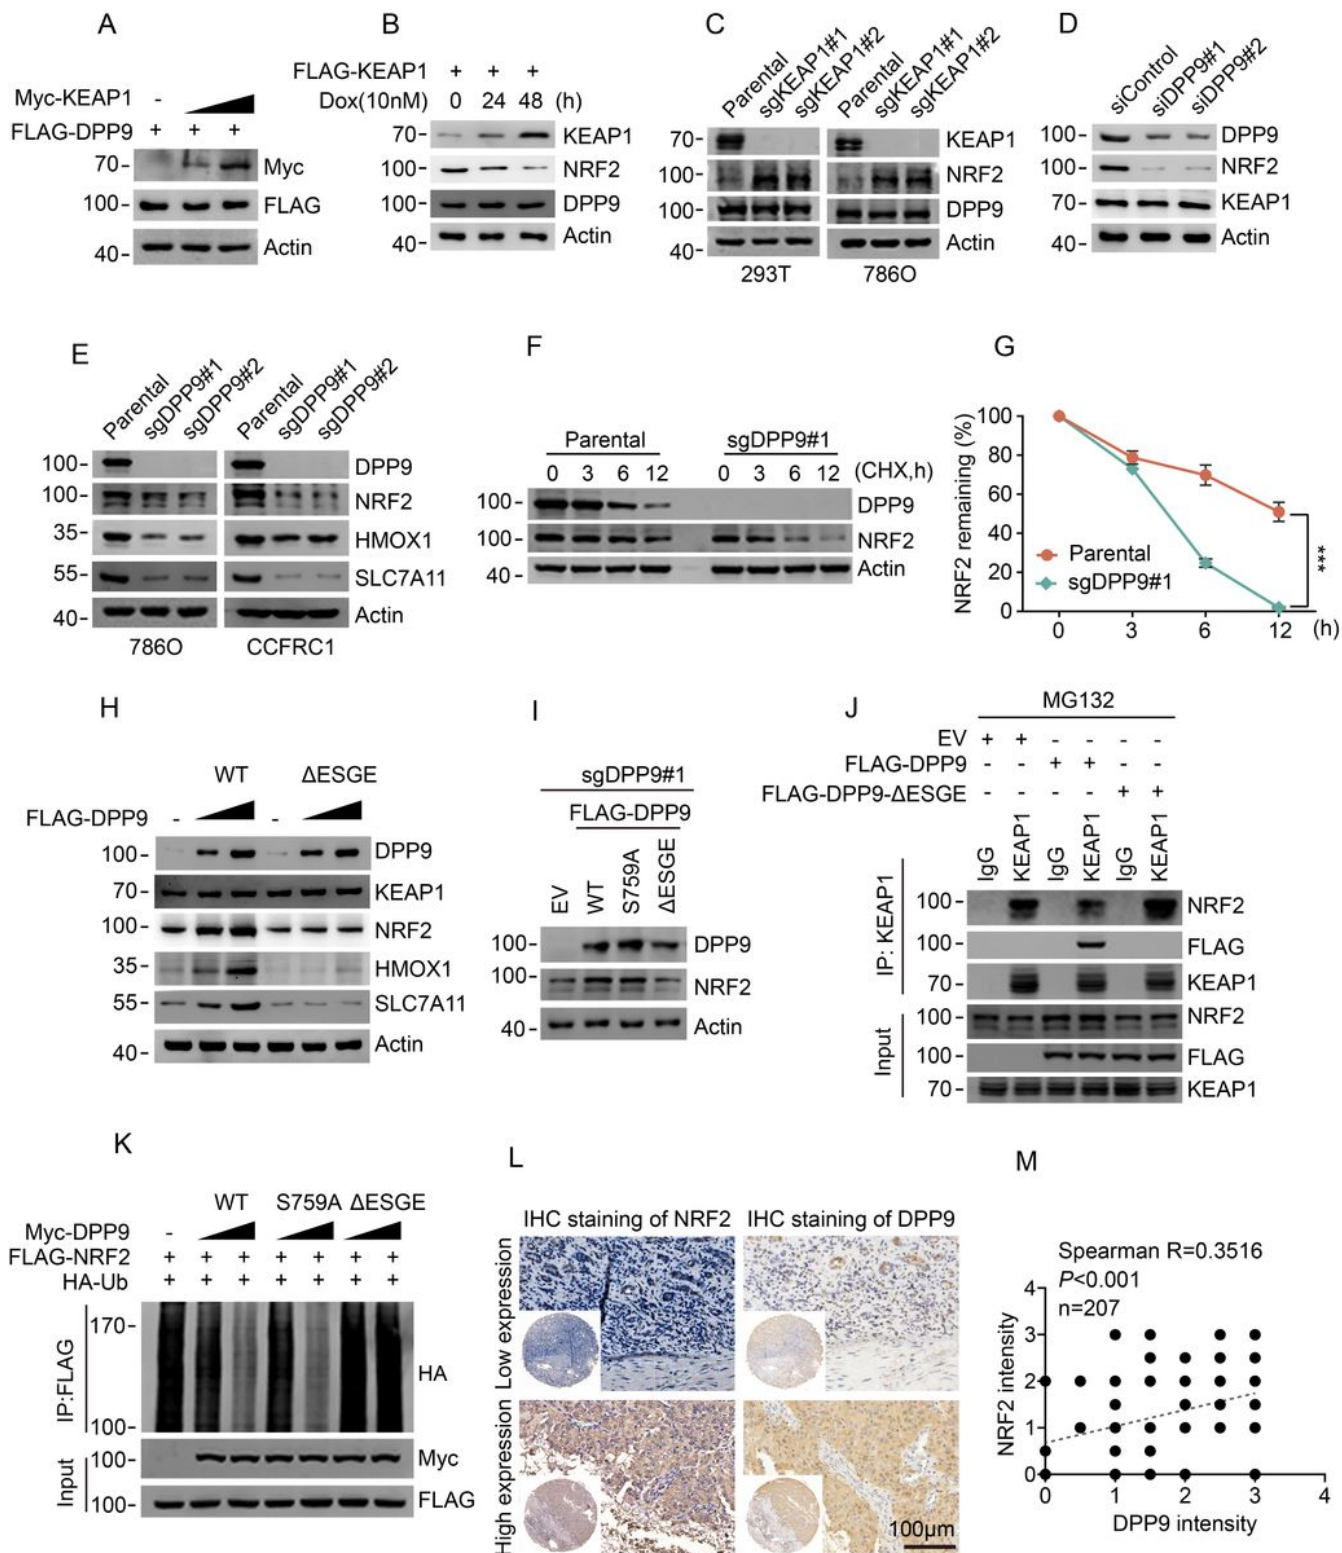 A
Myc-KEAP1 -
FLAG-DPP9 + + +
70- Myc
100- FLAG
40- Actin
B
FLAG-KEAP1 + + +
Dox(10nM) 0 24 48 (h)
70- KEAP1
100- NRF2
100- DPP9
40- Actin
C
Parental sgKEAP1#1 sgKEAP1#2 Parental sgKEAP1#1 sgKEAP1#2
70- KEAP1
100- NRF2
100- DPP9
40- Actin
293T 786O
D
siControl siDPP9#1 siDPP9#2
100- DPP9
100- NRF2
70- KEAP1
40- Actin
E
Parental sgDPP9#1 sgDPP9#2 Parental sgDPP9#1 sgDPP9#2
100- DPP9
100- NRF2
35- HMOX1
55- SLC7A11
40- Actin
786O CCFRC1
F
Parental sgDPP9#1
0 3 6 12 0 3 6 12 (CHX,h)
100- DPP9
100- NRF2
40- Actin
G
NRF2 remaining (%)
100
80
60
40
20
0
Parental
sgDPP9#1
***
0 3 6 12 (h)
H
WT ΔESGE
FLAG-DPP9 - -
100- DPP9
70- KEAP1
100- NRF2
35- HMOX1
55- SLC7A11
40- Actin
I
sgDPP9#1
FLAG-DPP9
EV WT S759A ΔESGE
100- DPP9
100- NRF2
40- Actin
J
MG132
EV + + - - - -
FLAG-DPP9 - - + + - -
FLAG-DPP9-ΔESGE - - - - + +
IgG KEAP1 IgG KEAP1 IgG KEAP1
IP: KEAP1
100- NRF2
100- FLAG
70- KEAP1
Input
100- NRF2
100- FLAG
70- KEAP1
K
WT S759A ΔESGE
Myc-DPP9 -
FLAG-NRF2 + + + + + + +
HA-Ub + + + + + + +
IP:FLAG
170-
HA
100-
Input
100- Myc
100- FLAG
L
IHC staining of NRF2 IHC staining of DPP9
Low expression
High expression
100μm
M
Spearman R=0.3516
P<0.001
n=207
NRF2 intensity
4
3
2
1
0
0 1 2 3 4
DPP9 intensity